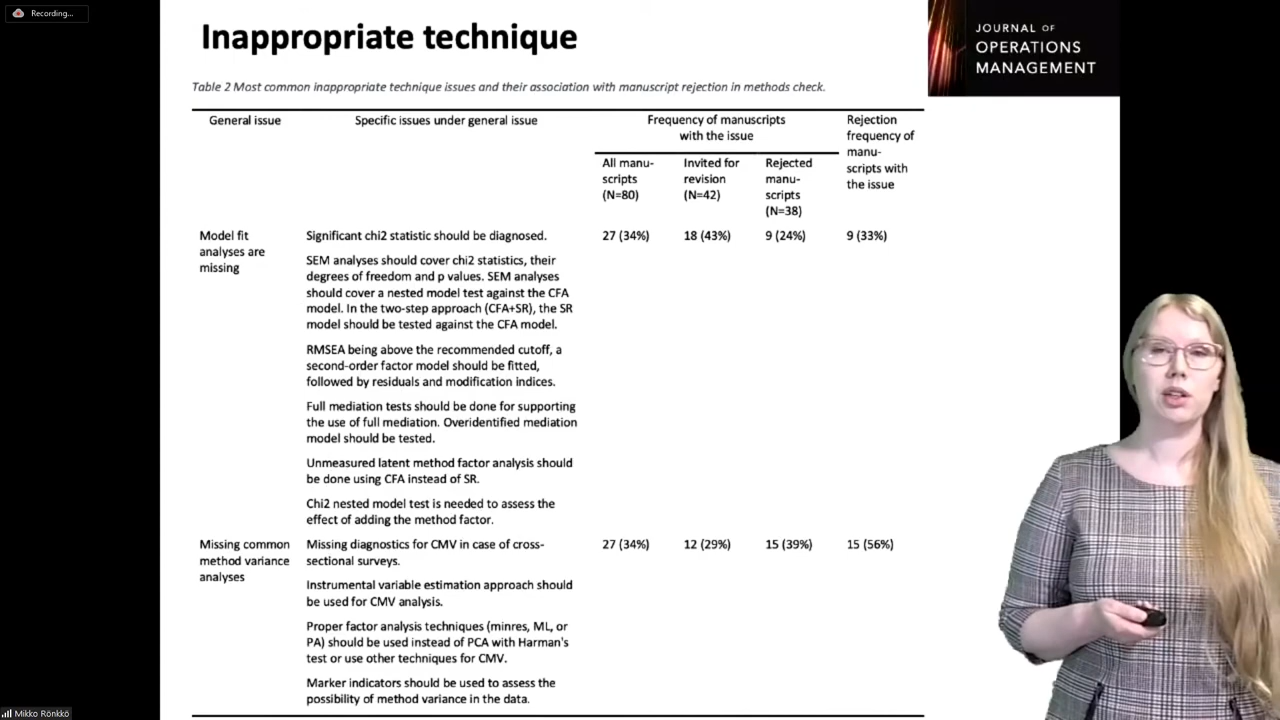 Recording...
Inappropriate technique
JOURNAL OF
OPERATIONS
MANAGEMENT
Table 2 Most common inappropriate technique issues and their association with manuscript rejection in methods check.
General issue
Specific issues under general issue
Frequency of manuscripts
with the issue
Rejection
frequency of
manu-
scripts with
the issue
All manu-
scripts
(N=80)
Invited for
revision
(N=42)
Rejected
manu-
scripts
(N=38)
Model fit
analyses are
missing
Significant chi2 statistic should be diagnosed.
27 (34%)
18 (43%)
9 (24%)
9 (33%)
SEM analyses should cover chi2 statistics, their
degrees of freedom and p values. SEM analyses
should cover a nested model test against the CFA
model. In the two-step approach (CFA+SR), the SR
model should be tested against the CFA model.
RMSEA being above the recommended cutoff, a
second-order factor model should be fitted,
followed by residuals and modification indices.
Full mediation tests should be done for supporting
the use of full mediation. Overidentified mediation
model should be tested.
Unmeasured latent method factor analysis should
be done using CFA instead of SR.
Chi2 nested model test is needed to assess the
effect of adding the method factor.
Missing common
method variance
analyses
Missing diagnostics for CMV in case of cross-
sectional surveys.
27 (34%)
12 (29%)
15 (39%)
15 (56%)
Instrumental variable estimation approach should
be used for CMV analysis.
Proper factor analysis techniques (minres, ML, or
PA) should be used instead of PCA with Harman's
test or use other techniques for CMV.
Marker indicators should be used to assess the
possibility of method variance in the data.
Mikko Rönkkö